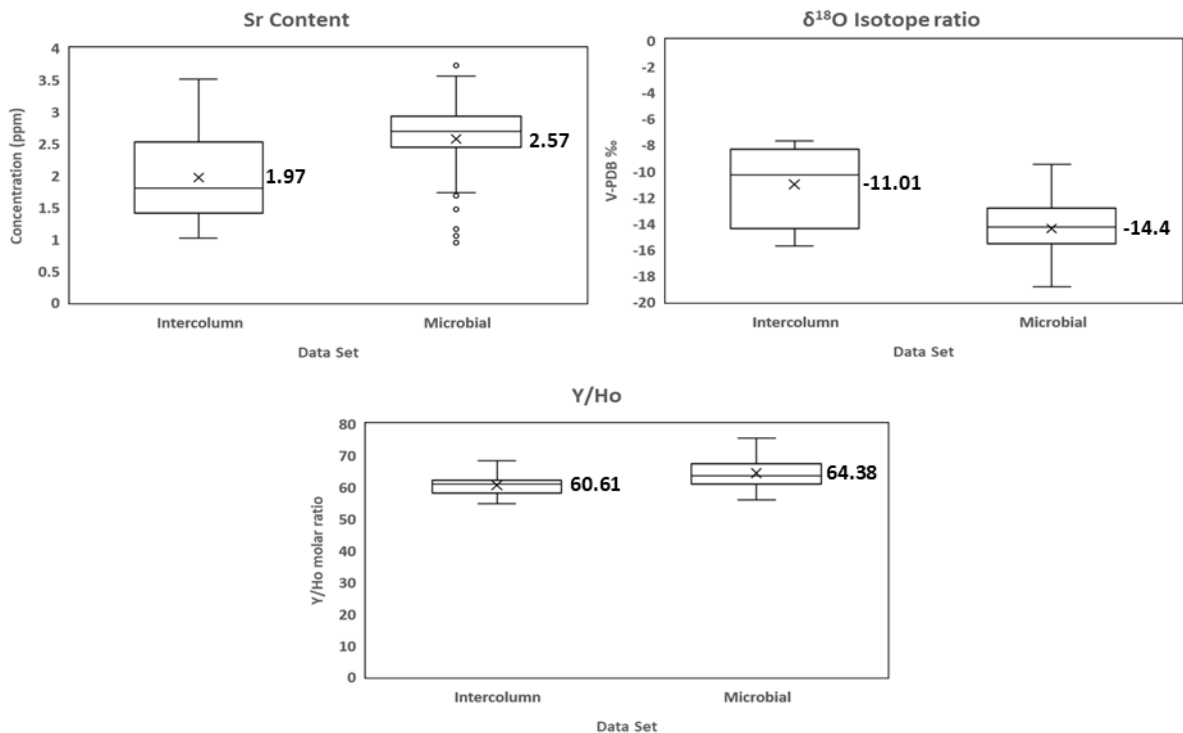 Sr Content
4
3.5
3
2.5
2
1.5
1
0.5
0
Concentration (ppm)
1.97
2.57
Intercolumn
Microbial
Data Set
δ¹⁸O Isotope ratio
0
-2
-4
-6
-8
-10
-12
-14
-16
-18
-20
V-PDB ‰
-11.01
-14.4
Intercolumn
Microbial
Data Set
Y/Ho
80
70
60
50
40
30
20
10
0
Y/Ho molar ratio
60.61
64.38
Intercolumn
Microbial
Data Set